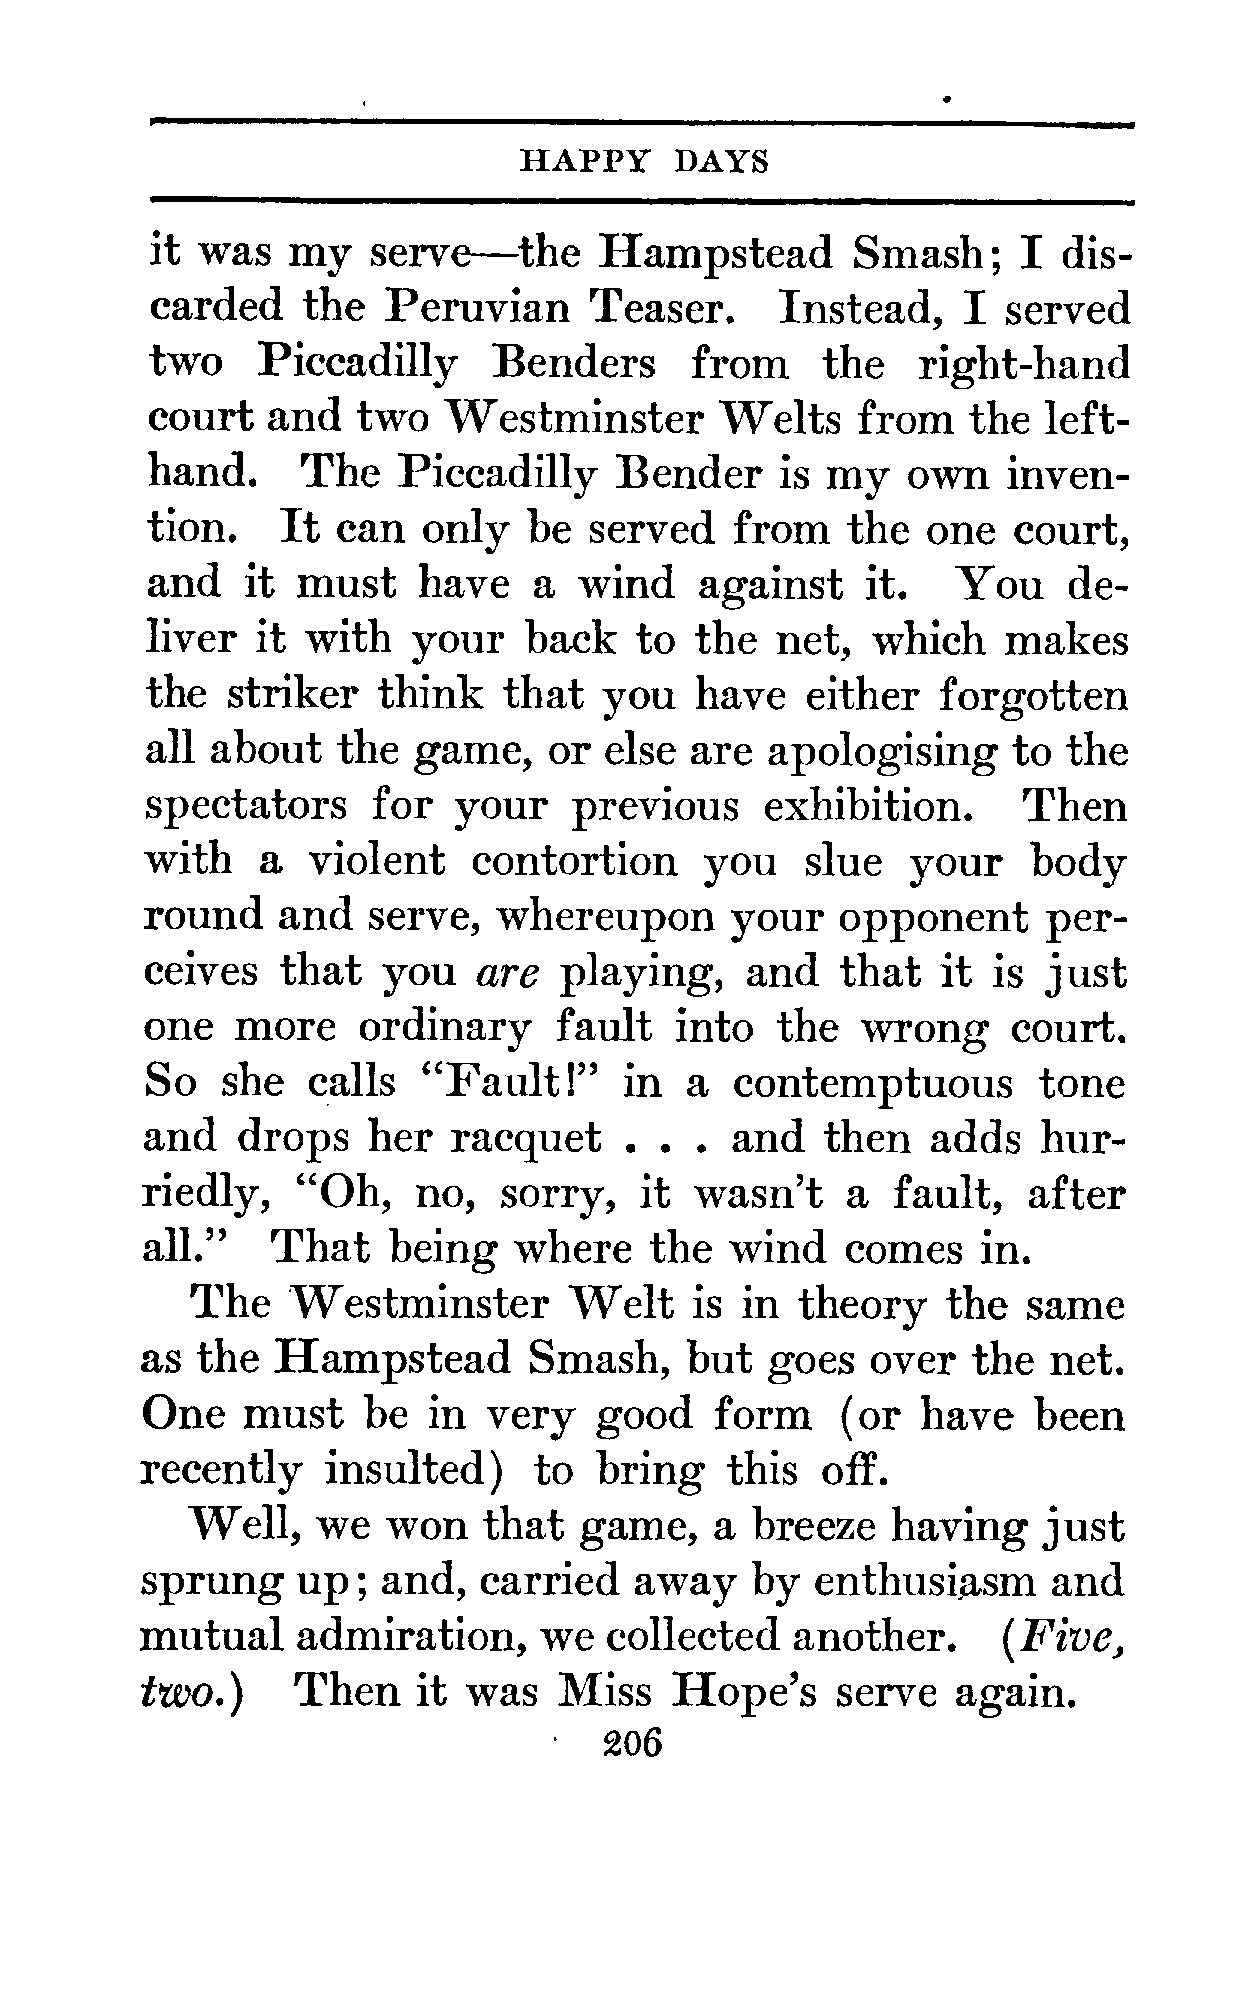 HAPPY DAYS
it was my serve—the Hampstead Smash; I dis-
carded the Peruvian Teaser. Instead, I served
two Piccadilly Benders from the right-hand
court and two Westminster Welts from the left-
hand. The Piccadilly Bender is my own inven-
tion. It can only be served from the one court,
and it must have a wind against it. You de-
liver it with your back to the net, which makes
the striker think that you have either forgotten
all about the game, or else are apologising to the
spectators for your previous exhibition. Then
with a violent contortion you slue your body
round and serve, whereupon your opponent per-
ceives that you are playing, and that it is just
one more ordinary fault into the wrong court.
So she calls “Fault!” in a contemptuous tone
and drops her racquet . . . and then adds hur-
riedly, “Oh, no, sorry, it wasn't a fault, after
all.” That being where the wind comes in.
The Westminster Welt is in theory the same
as the Hampstead Smash, but goes over the net.
One must be in very good form (or have been
recently insulted) to bring this off.
Well, we won that game, a breeze having just
sprung up; and, carried away by enthusiasm and
mutual admiration, we collected another. (Five,
two.) Then it was Miss Hope's serve again.
206